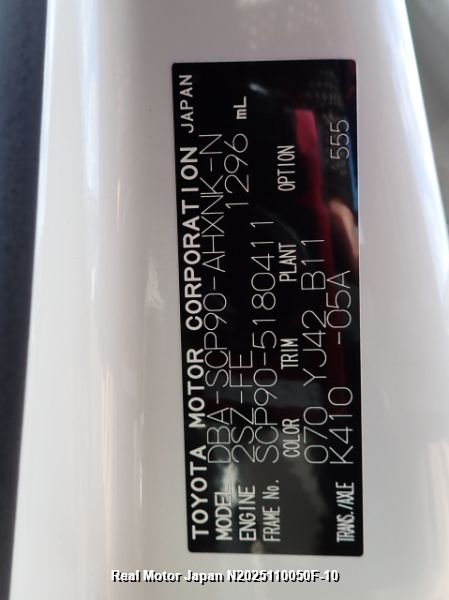 TOYOTA MOTOR CORPORATION JAPAN
MODEL DBA-SCP90-AHXNK-N
ENGINE 2SZ-FE 1296 mL
FRAME No. SCP90-5180411
COLOR TRIM PLANT OPTION
070 YJ42 B11
TRANS./AXLE K410 -05A 555
Real Motor Japan N2025110050F-10